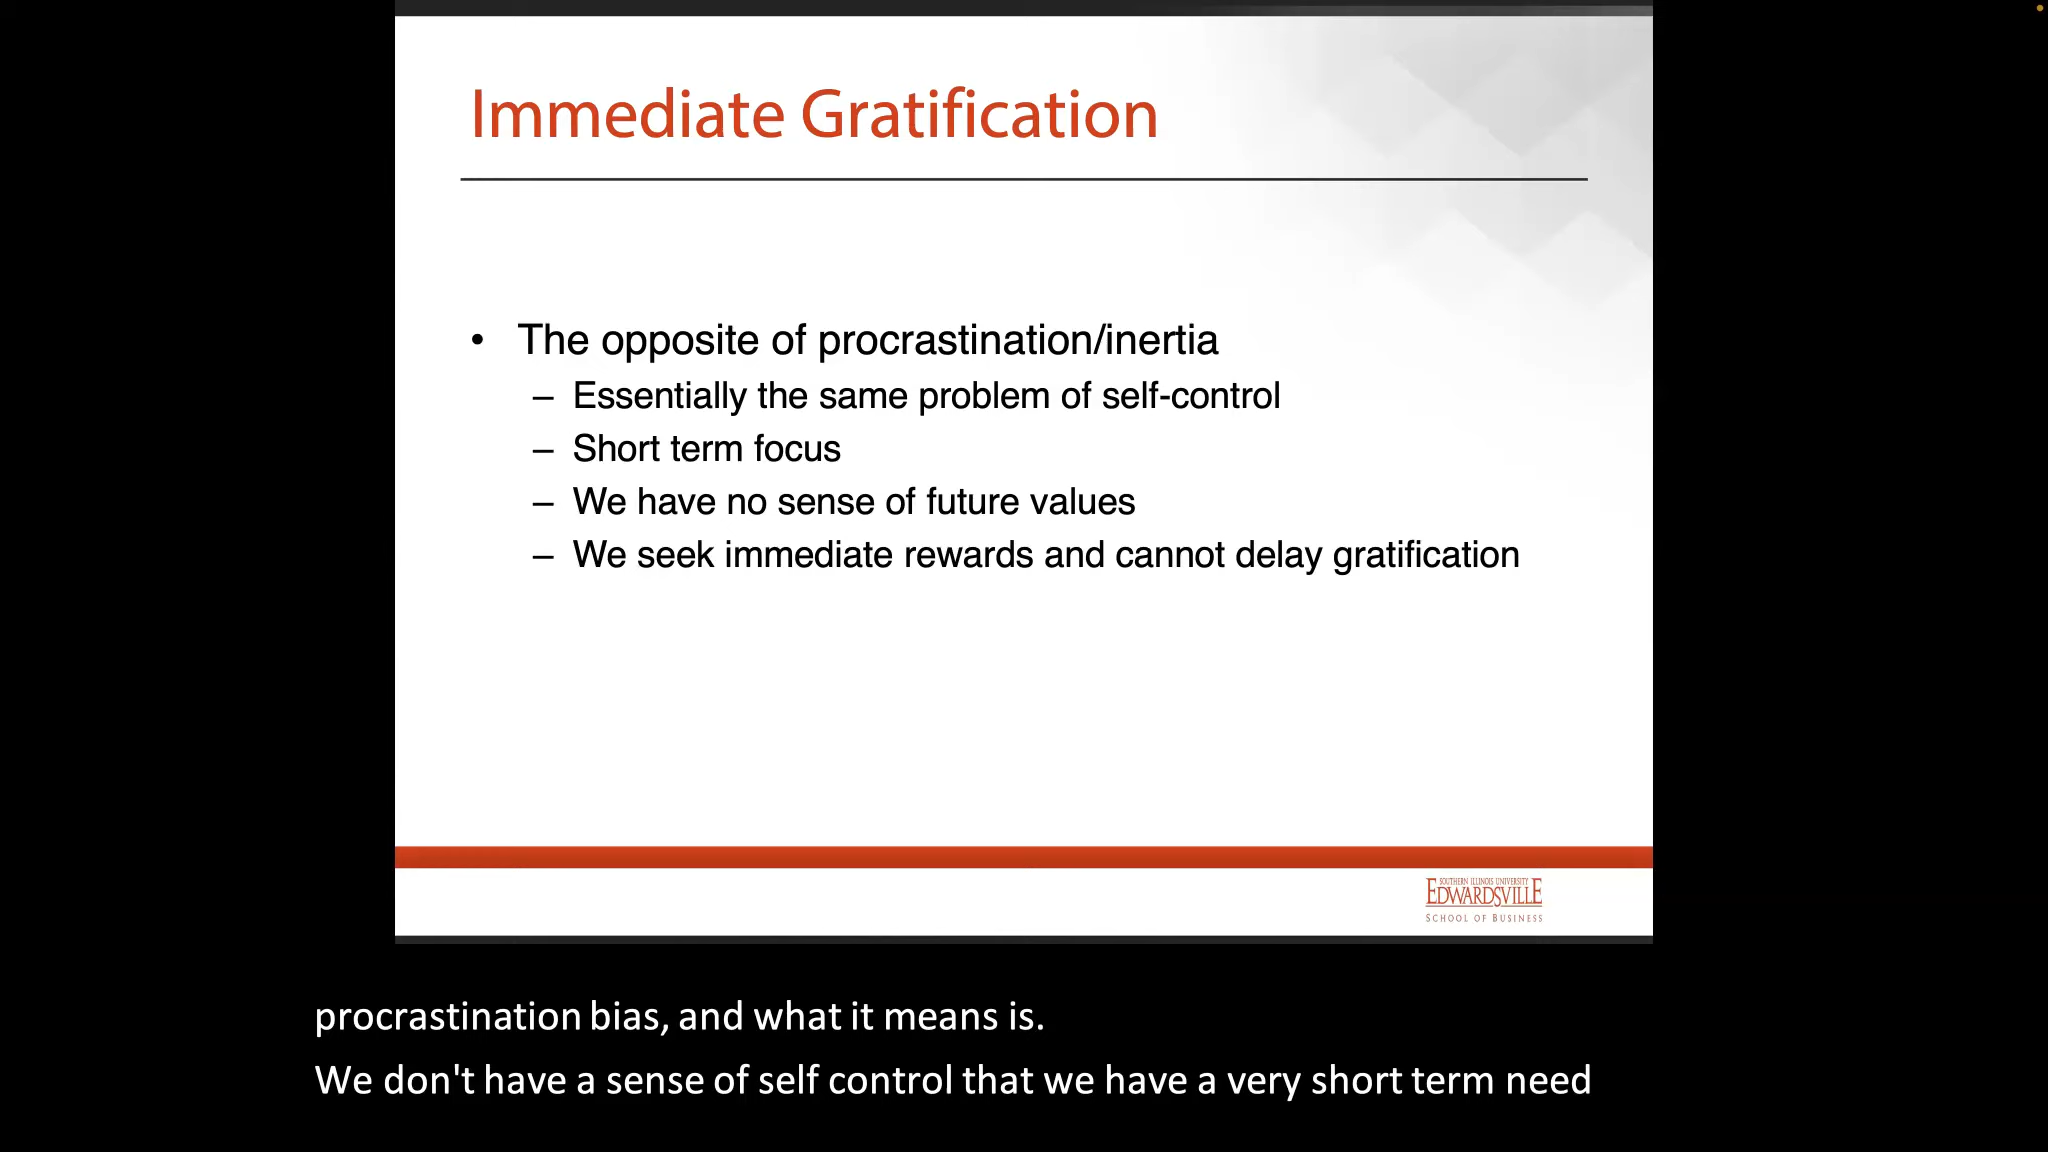 Immediate Gratification
• The opposite of procrastination/inertia
– Essentially the same problem of self-control
– Short term focus
– We have no sense of future values
– We seek immediate rewards and cannot delay gratification
SOUTHERN ILLINOIS UNIVERSITY
EDWARDSVILLE
SCHOOL OF BUSINESS
procrastination bias, and what it means is.
We don't have a sense of self control that we have a very short term need